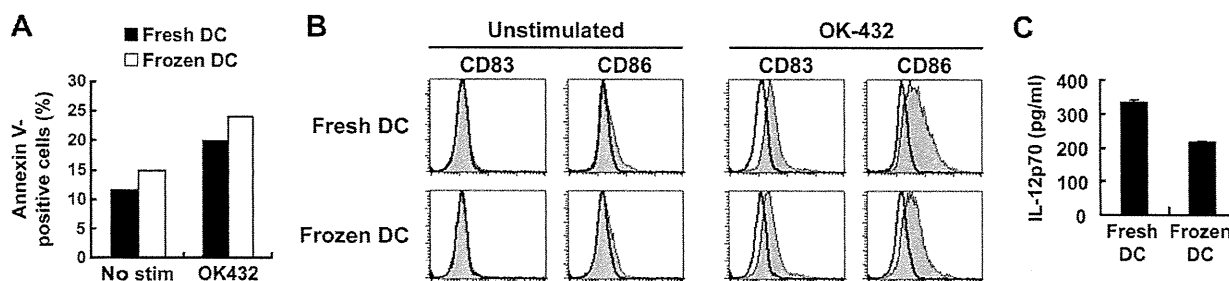 A
Fresh DC
Frozen DC
Annexin V-
positive cells (%)
30
25
20
15
10
5
0
No stim
OK432
B
Unstimulated
OK-432
CD83
CD86
CD83
CD86
Fresh DC
Frozen DC
C
IL-12p70 (pg/ml)
400
300
200
100
0
Fresh
DC
Frozen
DC